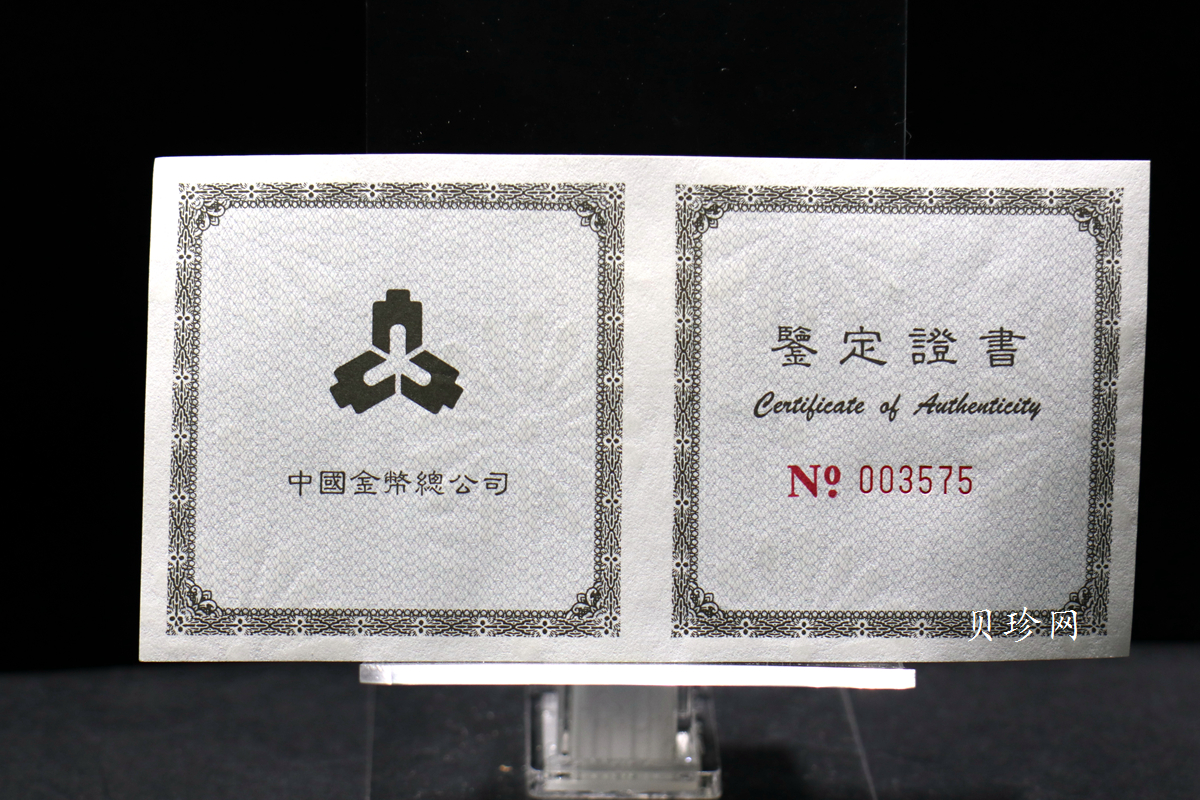 中國金幣總公司
鑒定證書
Certificate of Authenticity
Nº 003575
贝珍网